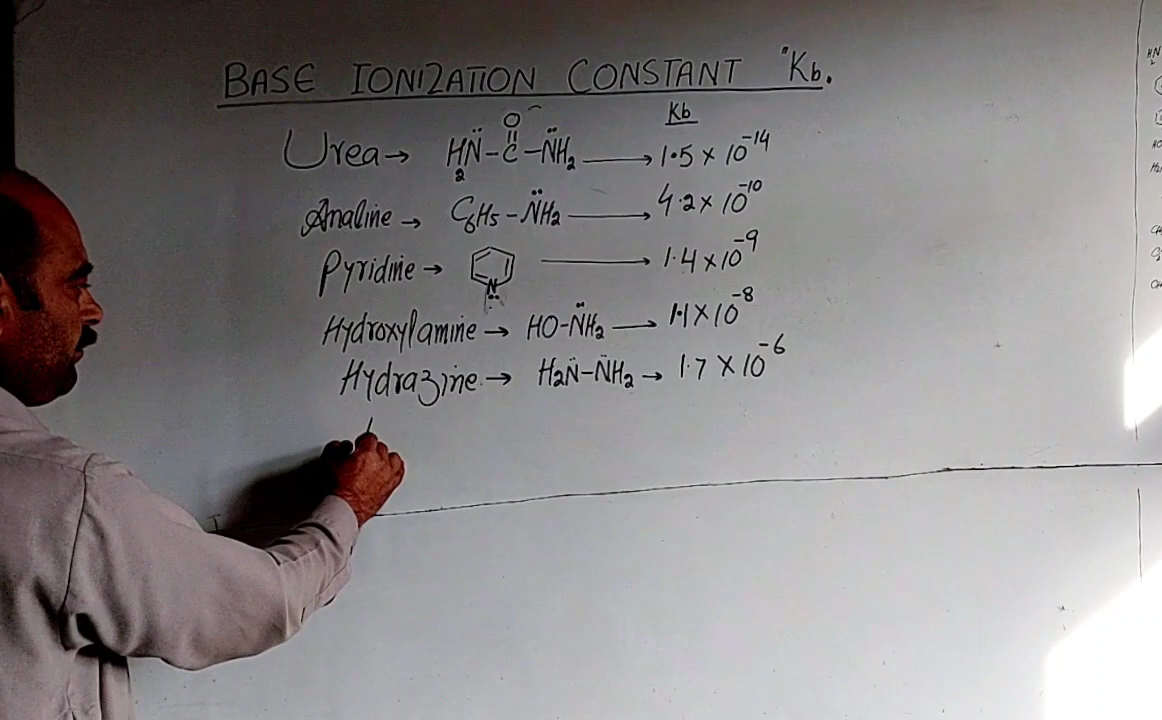 BASE IONIZATION CONSTANT "Kb.
Kb
Urea → H₂N̈-C(=O)-N̈H₂ → 1.5 × 10⁻¹⁴
Analine → C₆H₅-N̈H₂ → 4.2 × 10⁻¹⁰
Pyridine → N → 1.4 × 10⁻⁹
Hydroxylamine → HO-N̈H₂ → 1.1 × 10⁻⁸
Hydrazine → H₂N̈-N̈H₂ → 1.7 × 10⁻⁶